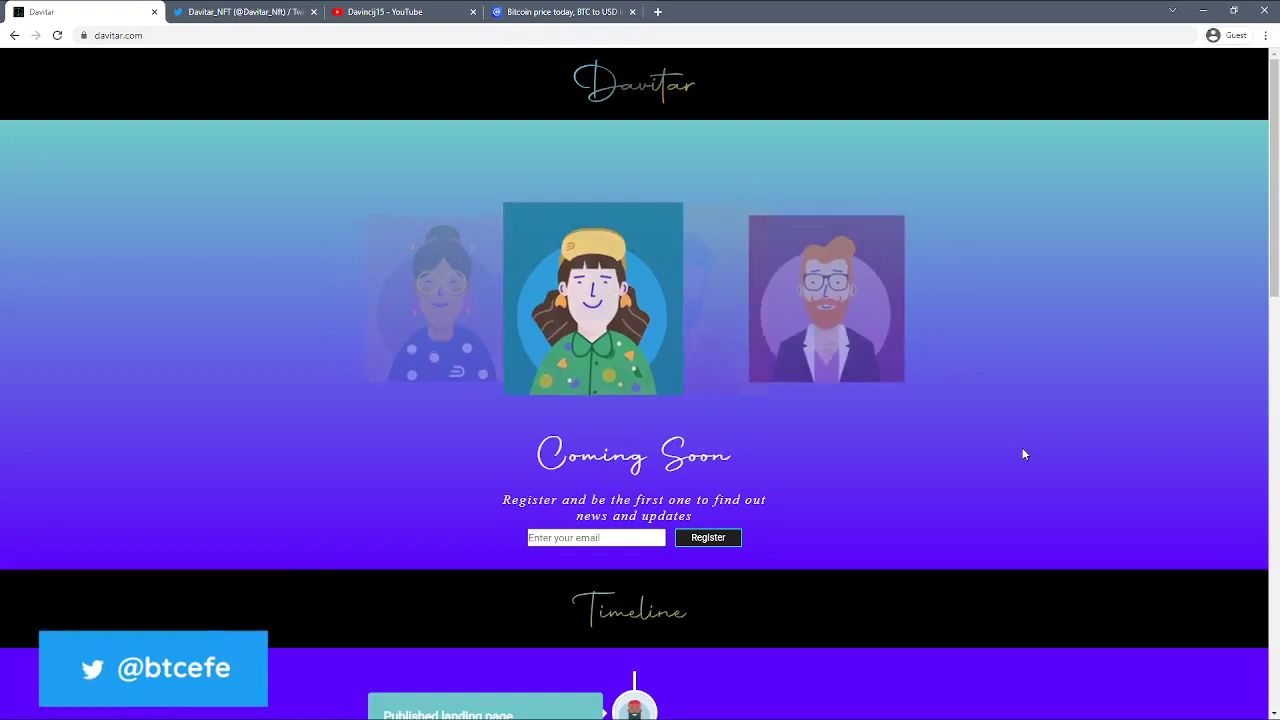 Davitar
Davitar_NFT (@Davitar_Nft) / Twi
Davincij15 - YouTube
Bitcoin price today, BTC to USD l
Guest
davitar.com
Davitar
Coming Soon
Register and be the first one to find out
news and updates
Enter your email
Register
Timeline
@btcefe
Published landing page